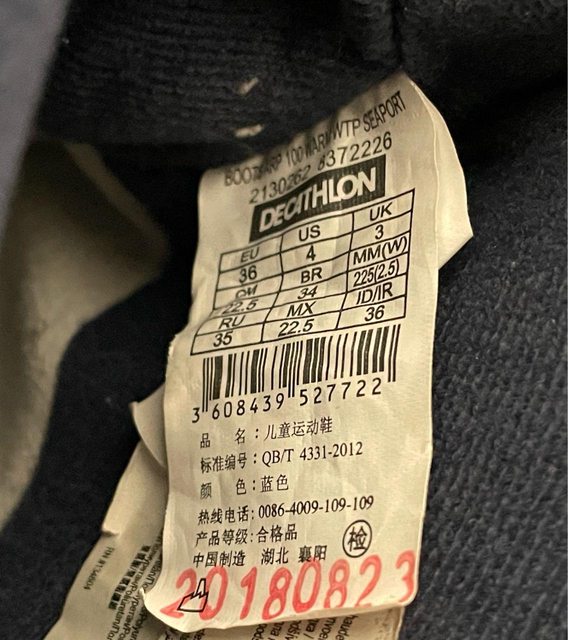 100 WARM WTP SEAPORT
8372226
DECATHLON
EU US UK
36 4 3
CM BR MM(W)
22.5 34 225(2.5)
RU MX ID/IR
35 22.5 36
3 608439 527722
品 名：儿童运动鞋
标准编号：QB/T 4331-2012
颜 色：蓝色
热线电话：0086-4009-109-109
产品等级：合格品
中国制造 湖北 襄阳 检
20180823